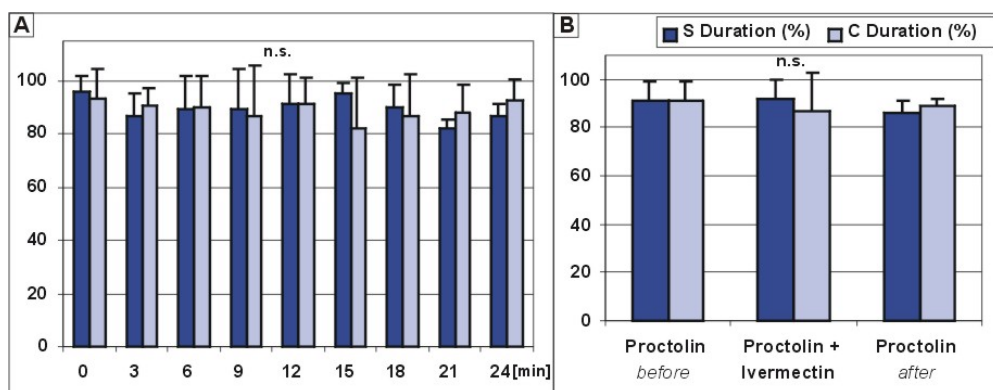 A
n.s.
100
80
60
40
20
0
0 3 6 9 12 15 18 21 24[min]
B
S Duration (%) C Duration (%)
n.s.
100
80
60
40
20
0
Proctolin Proctolin + Proctolin
before Ivermectin after